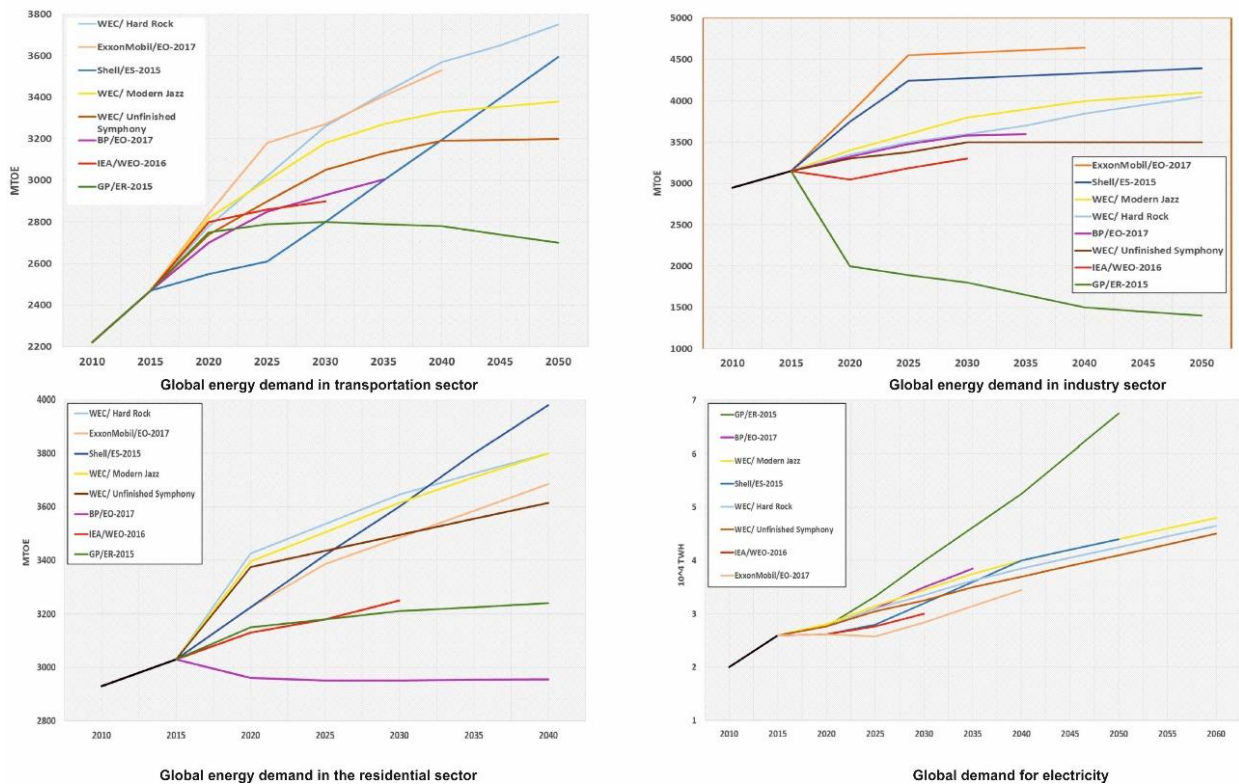 3800
3600
3400
3200
3000
2800
2600
2400
2200
MTOE
WEC/ Hard Rock
ExxonMobil/EO-2017
Shell/ES-2015
WEC/ Modern Jazz
WEC/ Unfinished
Symphony
BP/EO-2017
IEA/WEO-2016
GP/ER-2015
2010 2015 2020 2025 2030 2035 2040 2045 2050
Global energy demand in transportation sector
5000
4500
4000
3500
3000
2500
2000
1500
1000
MTOE
ExxonMobil/EO-2017
Shell/ES-2015
WEC/ Modern Jazz
WEC/ Hard Rock
BP/EO-2017
WEC/ Unfinished Symphony
IEA/WEO-2016
GP/ER-2015
2010 2015 2020 2025 2030 2035 2040 2045 2050
Global energy demand in industry sector
4000
3800
3600
3400
3200
3000
2800
MTOE
WEC/ Hard Rock
ExxonMobil/EO-2017
Shell/ES-2015
WEC/ Modern Jazz
WEC/ Unfinished Symphony
BP/EO-2017
IEA/WEO-2016
GP/ER-2015
2010 2015 2020 2025 2030 2035 2040
Global energy demand in the residential sector
7
6
5
4
3
2
1
10^4 TWH
GP/ER-2015
BP/EO-2017
WEC/ Modern Jazz
Shell/ES-2015
WEC/ Hard Rock
WEC/ Unfinished Symphony
IEA/WEO-2016
ExxonMobil/EO-2017
2010 2015 2020 2025 2030 2035 2040 2045 2050 2055 2060
Global demand for electricity